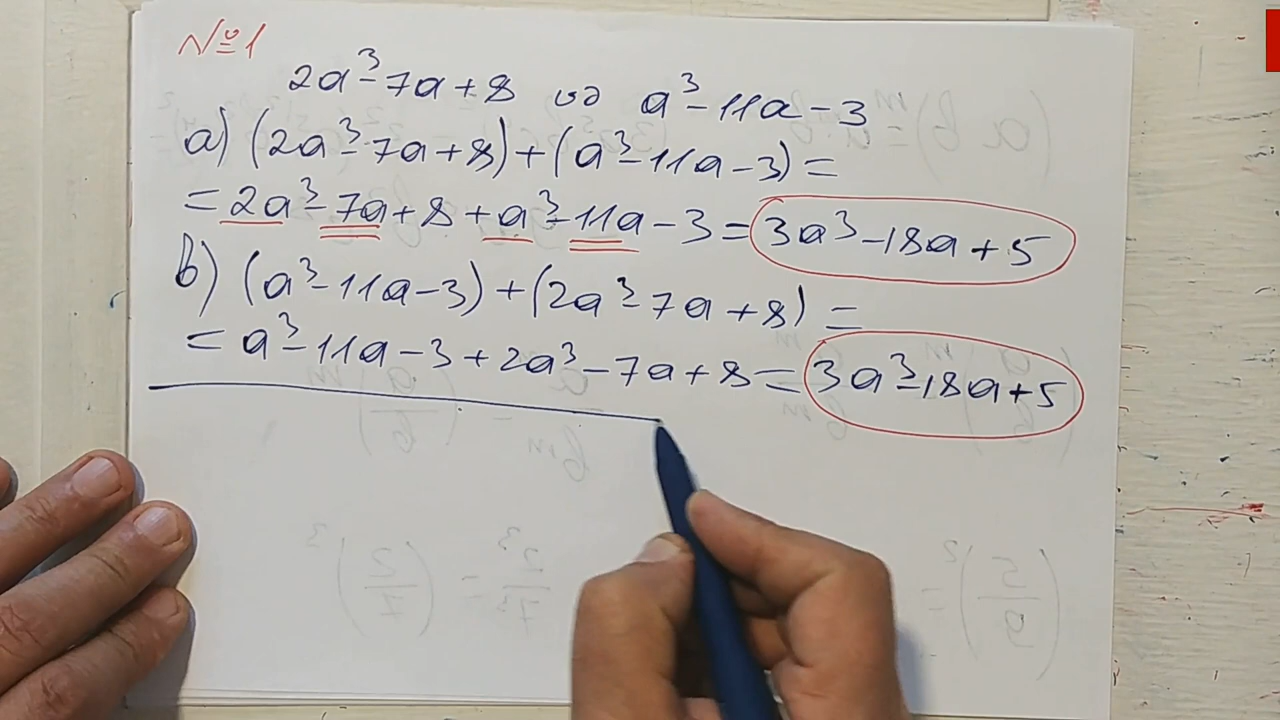 №1
2a³-7a+8 və a³-11a-3
a) (2a³-7a+8)+(a³-11a-3)=
=2a³-7a+8+a³-11a-3=3a³-18a+5
b) (a³-11a-3)+(2a³-7a+8)=
=a³-11a-3+2a³-7a+8=3a³-18a+5